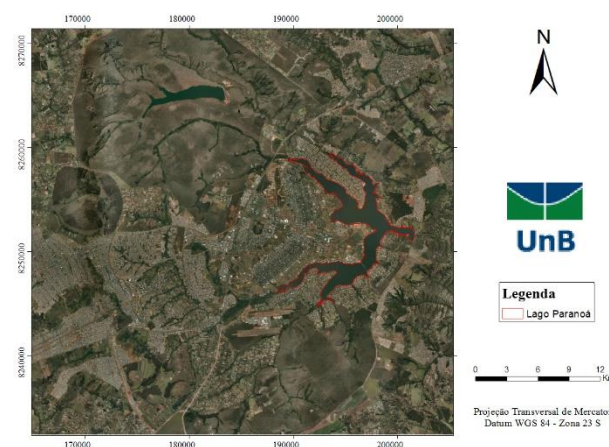 170000 180000 190000 200000
N
8270000
8260000
8250000
8240000
UnB
Legenda
Lago Paranoá
0 3 6 9 12
Km
Projeção Transversal de Mercator
Datum WGS 84 - Zona 23 S
170000 180000 190000 200000